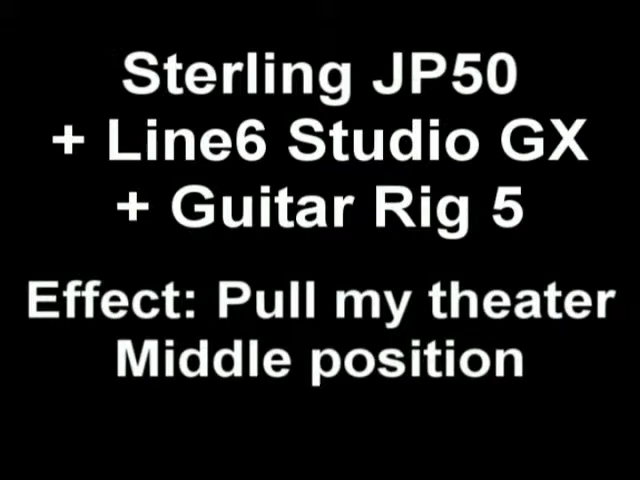 Sterling JP50
+ Line6 Studio GX
+ Guitar Rig 5
Effect: Pull my theater
Middle position